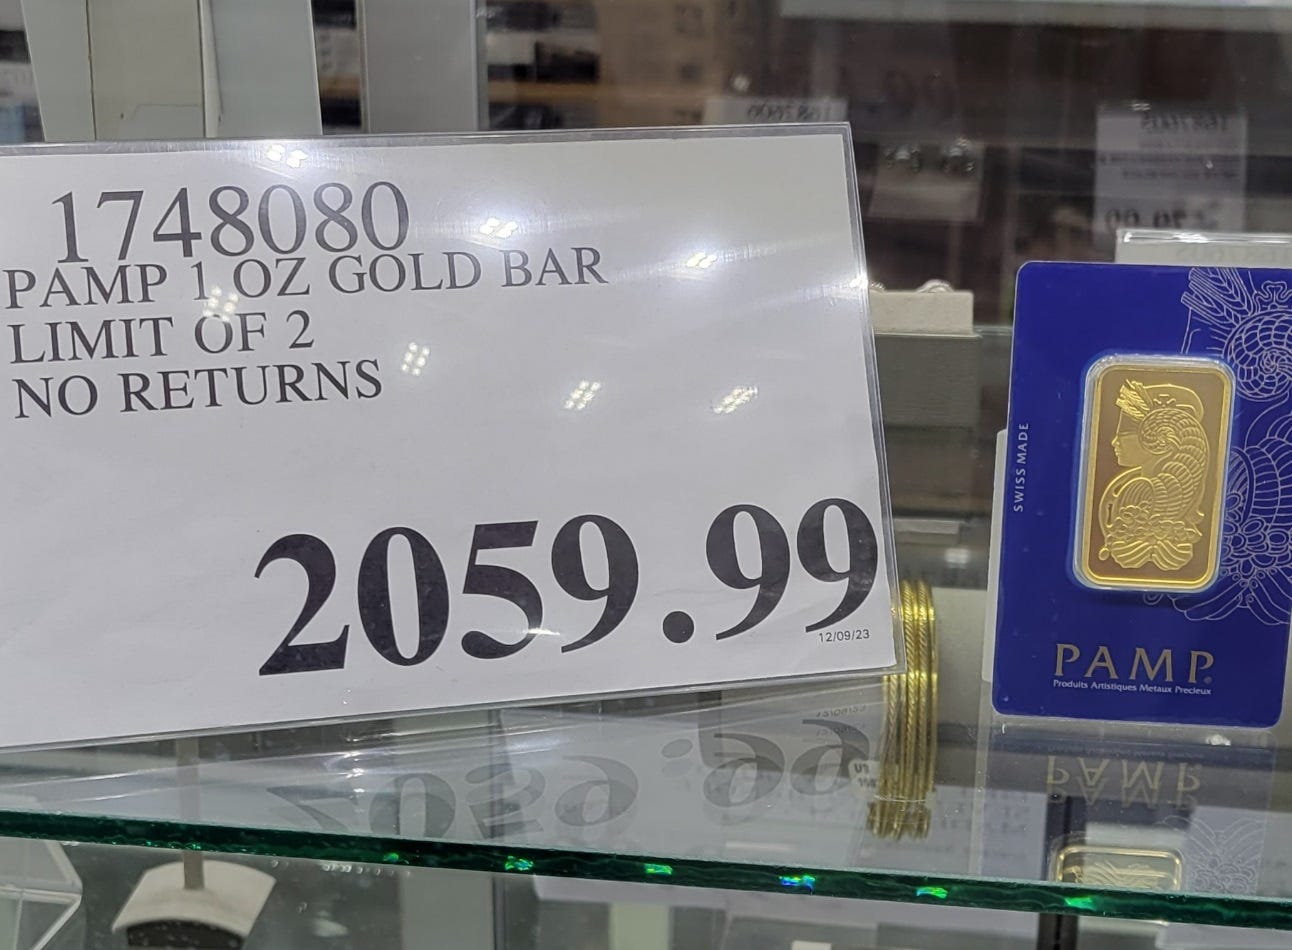 1748080
PAMP 1 OZ GOLD BAR
LIMIT OF 2
NO RETURNS
2059.99
12/09/23
SWISS MADE
PAMP
Produits Artistiques Metaux Precieux